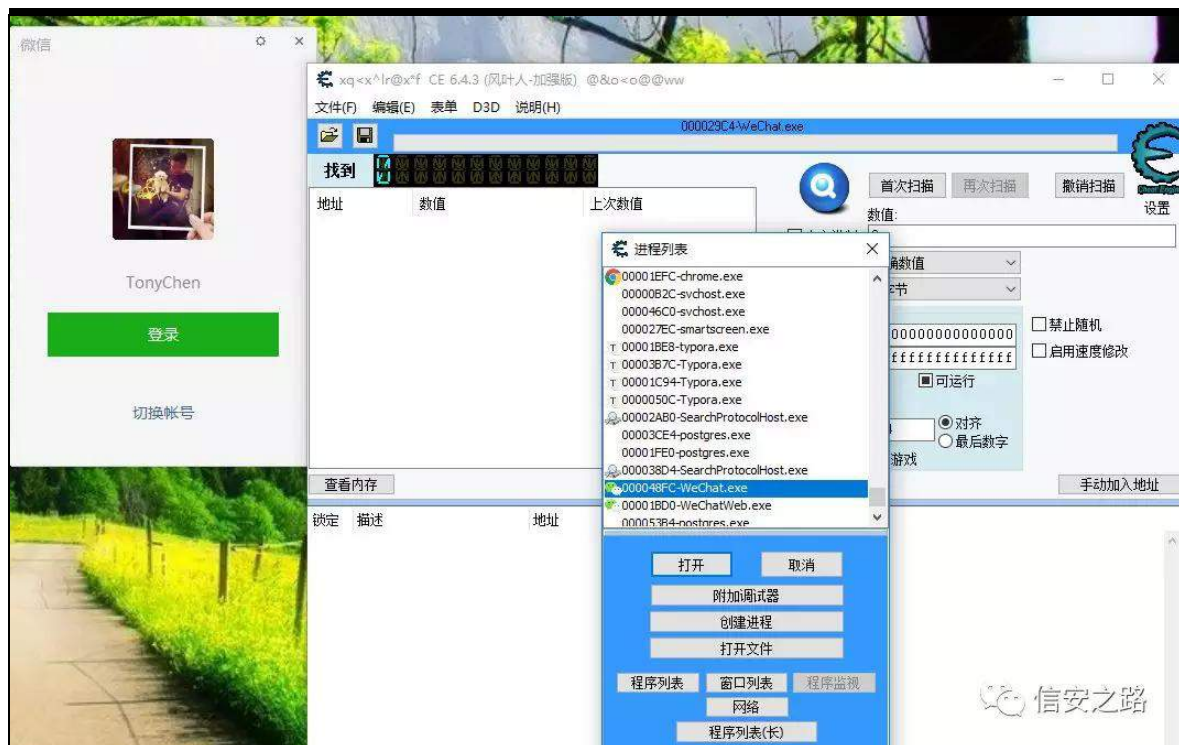 微信
TonyChen
登录
切换帐号
xq<x^lr@x*f CE 6.4.3 (风叶人-加强版) @&o<o@@ww
文件(F) 编辑(E) 表单 D3D 说明(H)
000029C4-WeChat.exe
找到 0
地址 数值 上次数值
首次扫描 再次扫描 撤消扫描
设置
数值:
确数值
字节
000000000000000
ffffffffffffff
禁止随机
启用速度修改
可运行
对齐
最后数字
游戏
查看内存
手动加入地址
锁定 描述 地址
进程列表
00001EFC-chrome.exe
00000B2C-svchost.exe
000046C0-svchost.exe
000027EC-smartscreen.exe
00001BE8-typora.exe
00003B7C-Typora.exe
00001C94-Typora.exe
0000050C-Typora.exe
00002AB0-SearchProtocolHost.exe
00003CE4-postgres.exe
00001FE0-postgres.exe
000038D4-SearchProtocolHost.exe
000048FC-WeChat.exe
00001BD0-WeChatWeb.exe
000053B4-postgres.exe
打开 取消
附加调试器
创建进程
打开文件
程序列表 窗口列表 程序监视
网络
程序列表(长)
信安之路